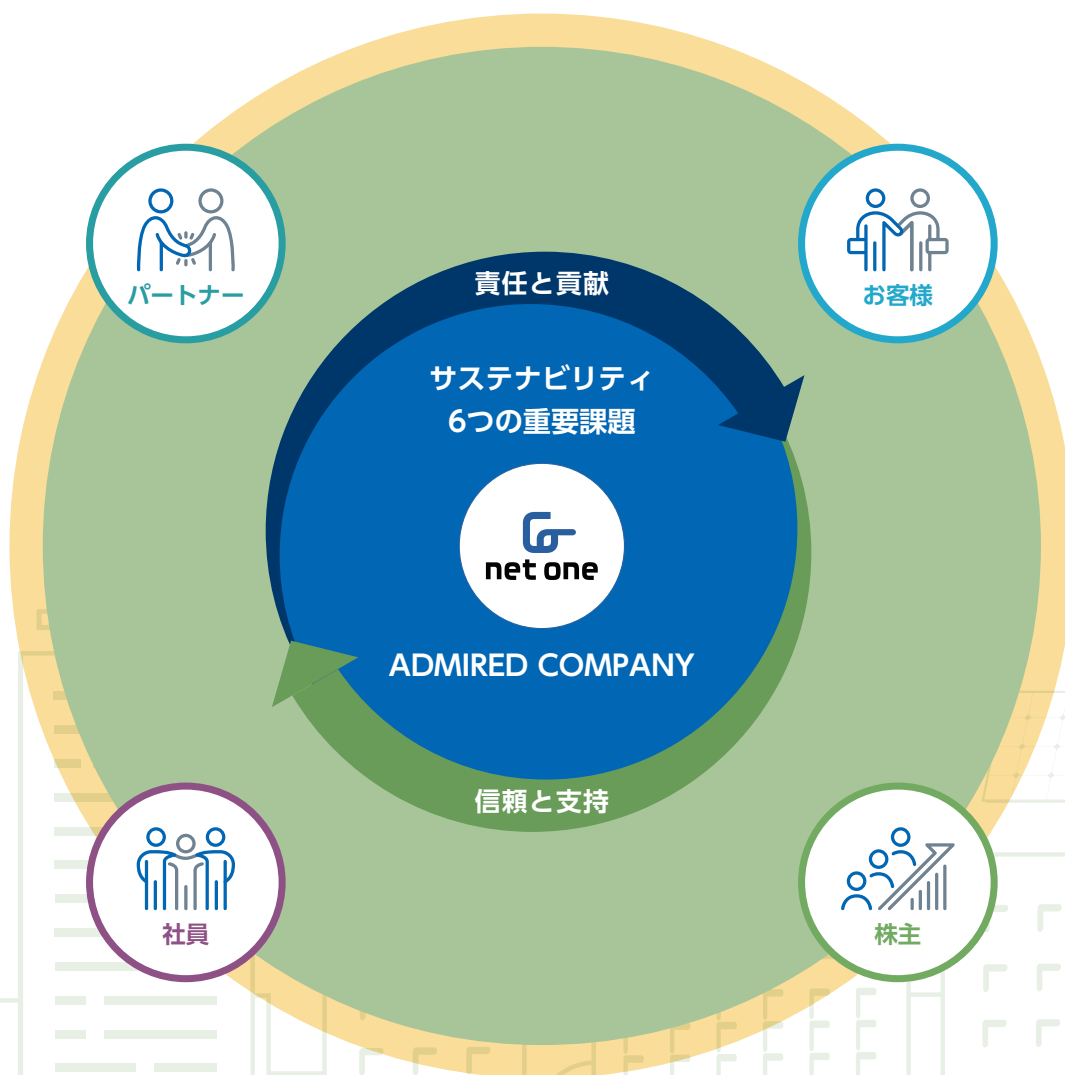 パートナー
お客様
責任と貢献
サステナビリティ
6つの重要課題
net one
ADMIRED COMPANY
信頼と支持
社員
株主